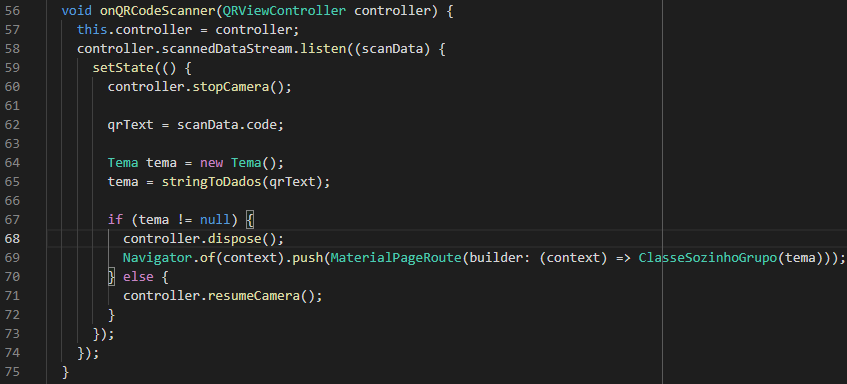 56 void onQRCodeScanner(QRViewController controller) {
57 this.controller = controller;
58 controller.scannedDataStream.listen((scanData) {
59 setState(() {
60 controller.stopCamera();
61
62 qrText = scanData.code;
63
64 Tema tema = new Tema();
65 tema = stringToDados(qrText);
66
67 if (tema != null) {
68 controller.dispose();
69 Navigator.of(context).push(MaterialPageRoute(builder: (context) => ClasseSozinhoGrupo(tema)));
70 } else {
71 controller.resumeCamera();
72 }
73 });
74 });
75 }